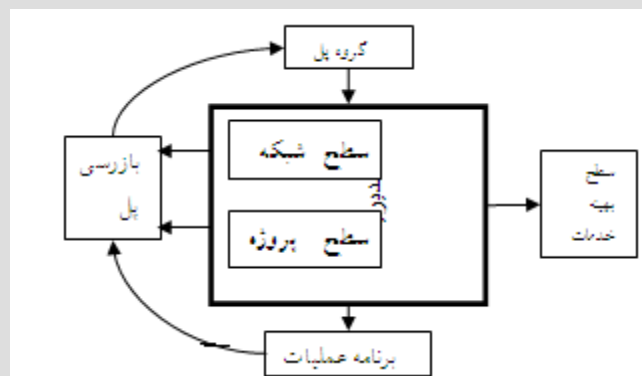 گروه پل
سطح شبکه
بازرسی
پل
سطح
بهینه
خدمات
سطح پروژه
برنامه عملیات